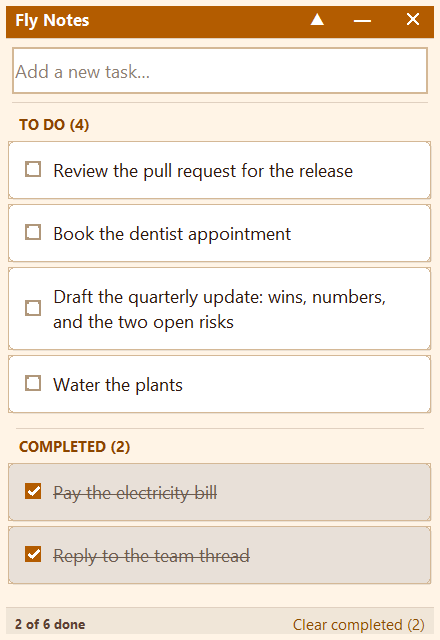 Fly Notes
Add a new task...
TO DO (4)
Review the pull request for the release
Book the dentist appointment
Draft the quarterly update: wins, numbers,
and the two open risks
Water the plants
COMPLETED (2)
Pay the electricity bill
Reply to the team thread
2 of 6 done
Clear completed (2)